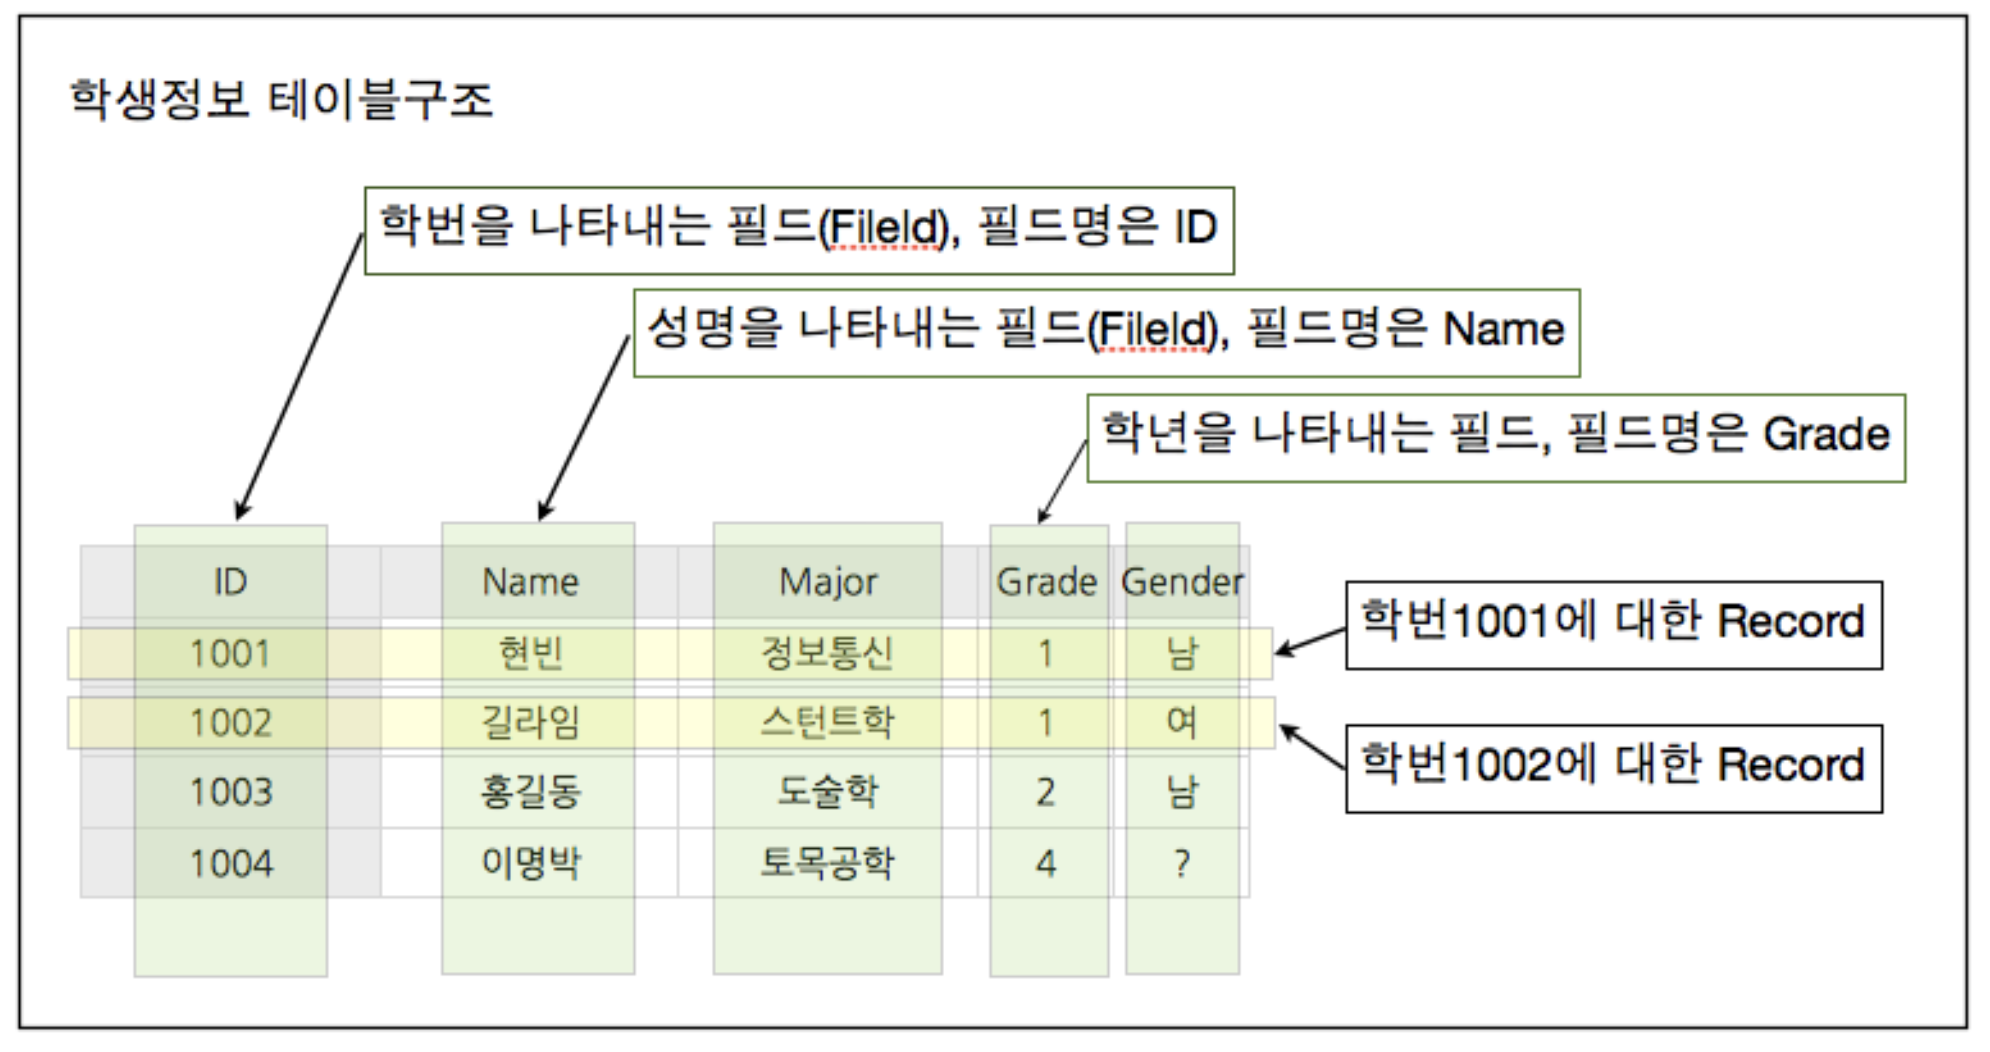 학생정보 테이블구조
학번을 나타내는 필드(Fileld), 필드명은 ID
성명을 나타내는 필드(Fileld), 필드명은 Name
학년을 나타내는 필드, 필드명은 Grade
ID Name Major Grade Gender
1001 현빈 정보통신 1 남
학번1001에 대한 Record
1002 길라임 스턴트학 1 여
학번1002에 대한 Record
1003 홍길동 도술학 2 남
1004 이명박 토목공학 4 ?